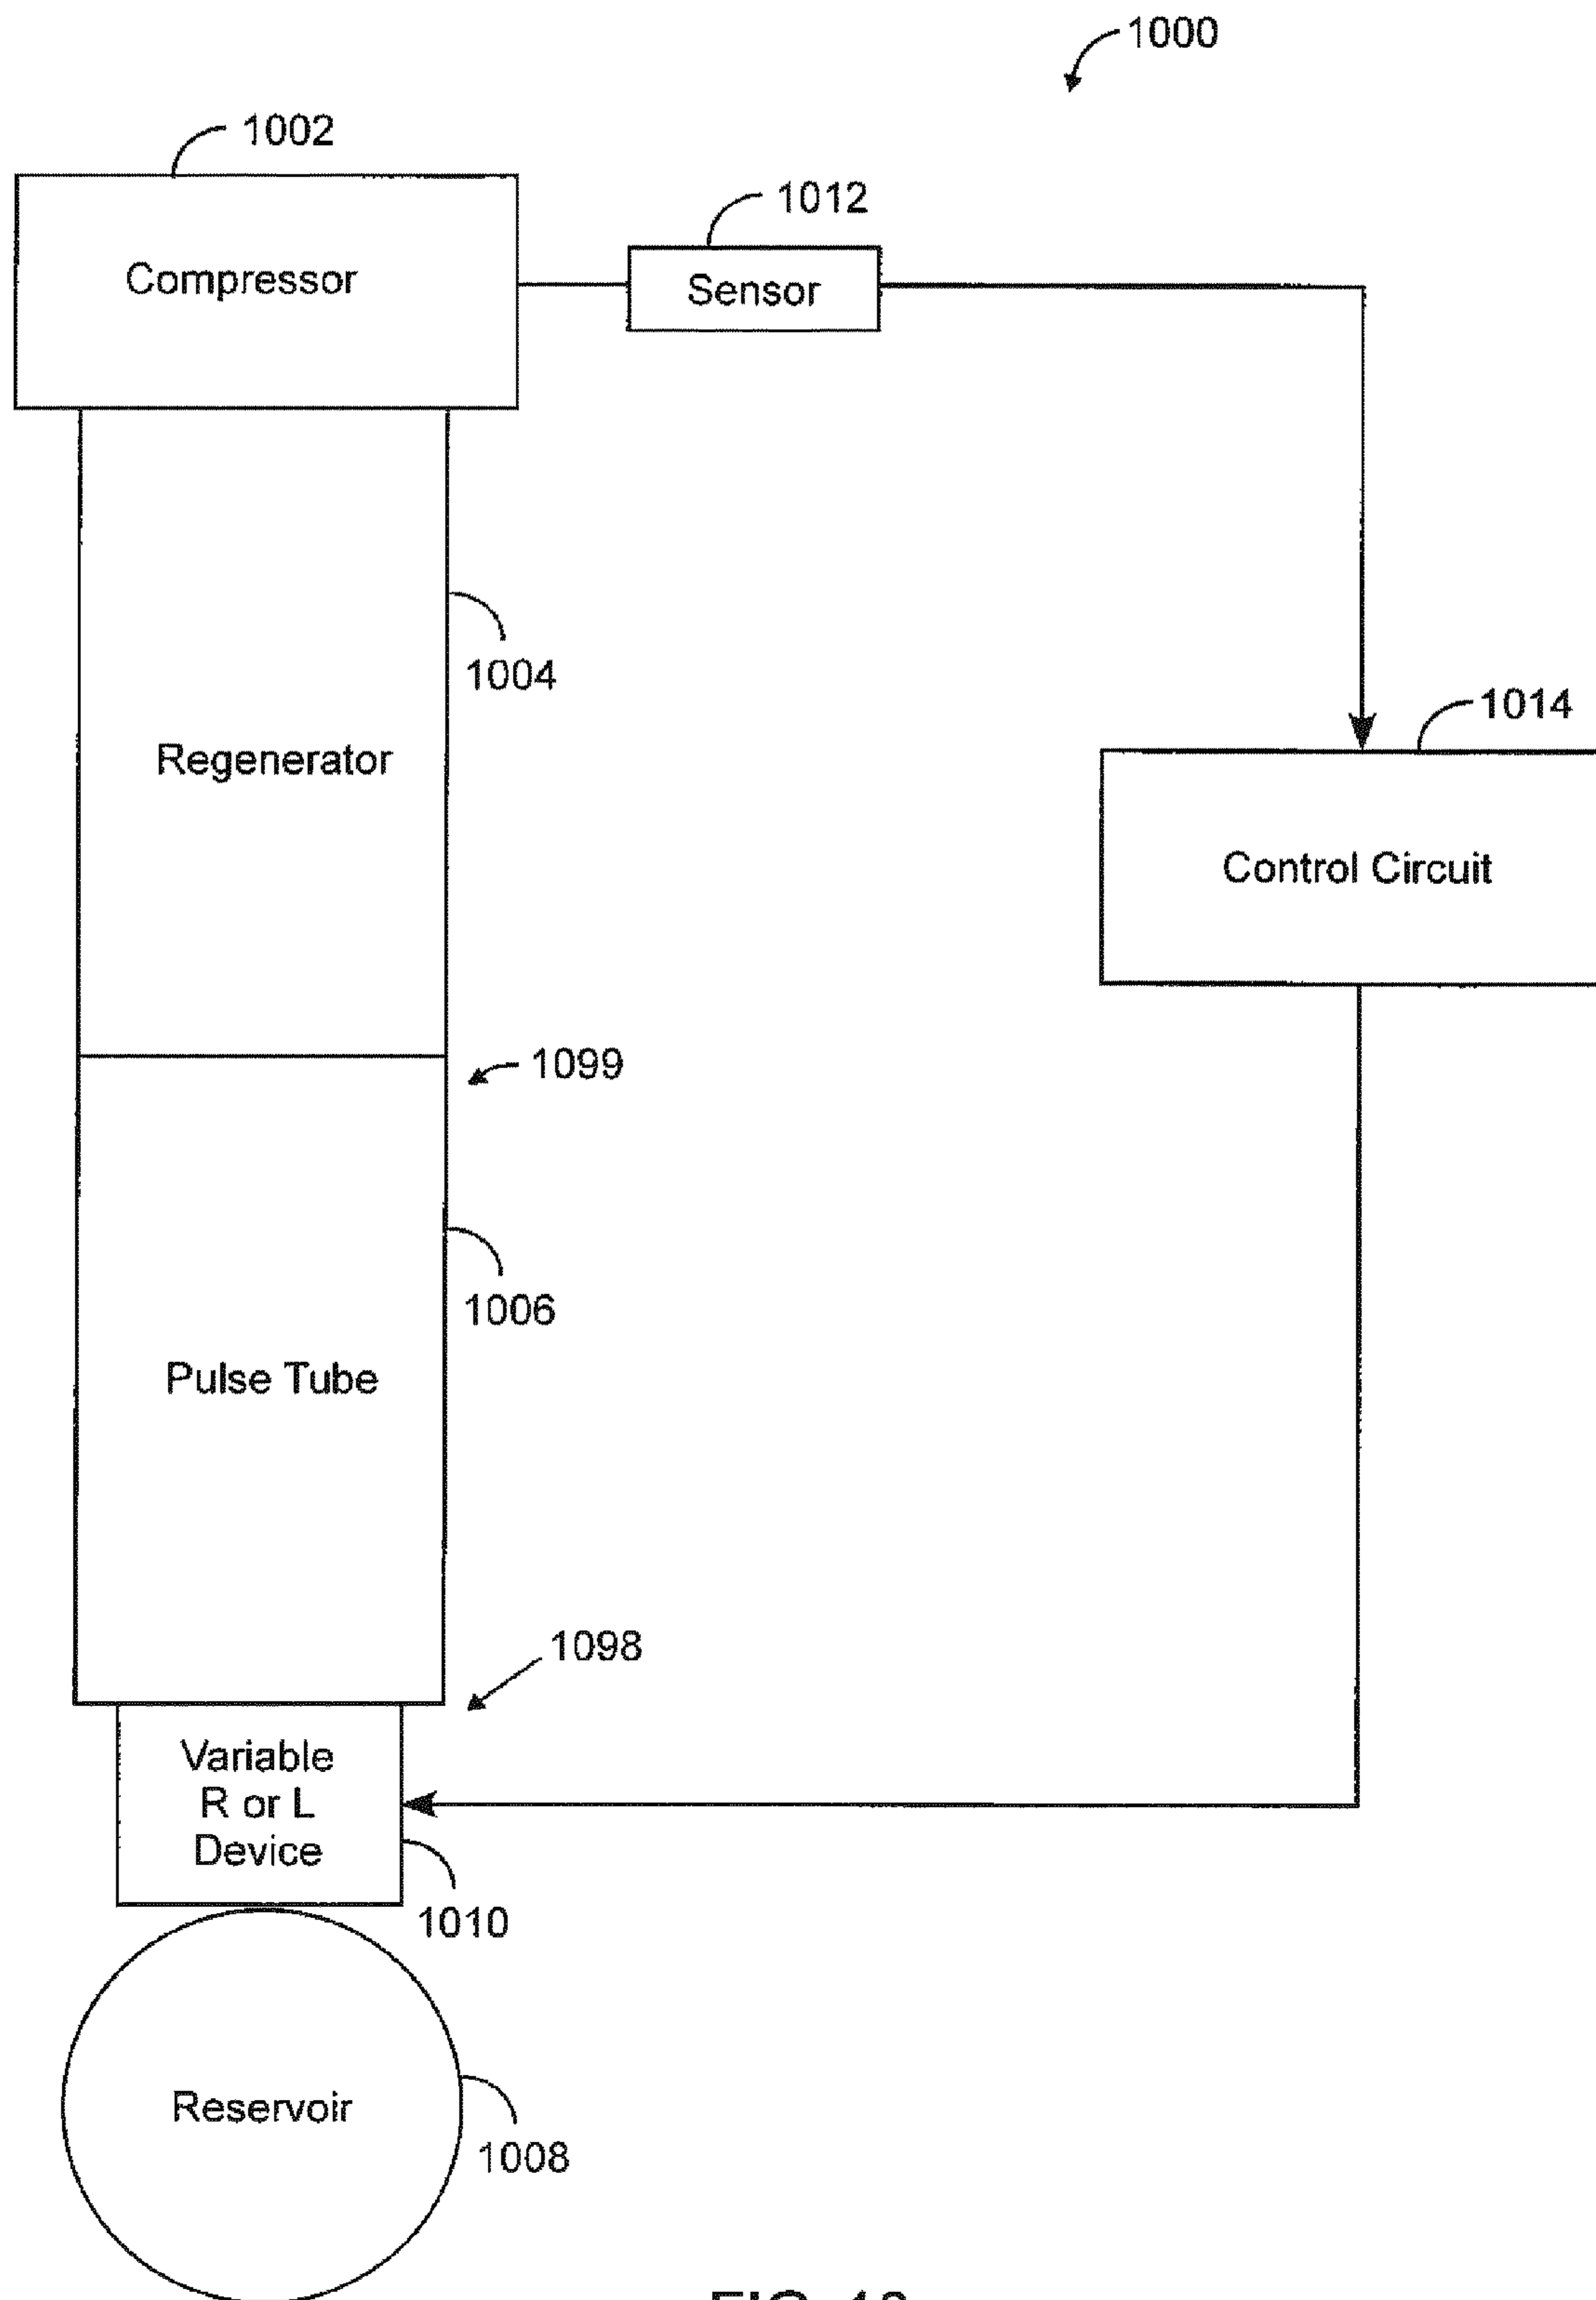 1000
1002
1012
Compressor
Sensor
1004
1014
Regenerator
Control Circuit
1099
1006
Pulse Tube
1098
Variable
R or L
Device
1010
Reservoir
1008